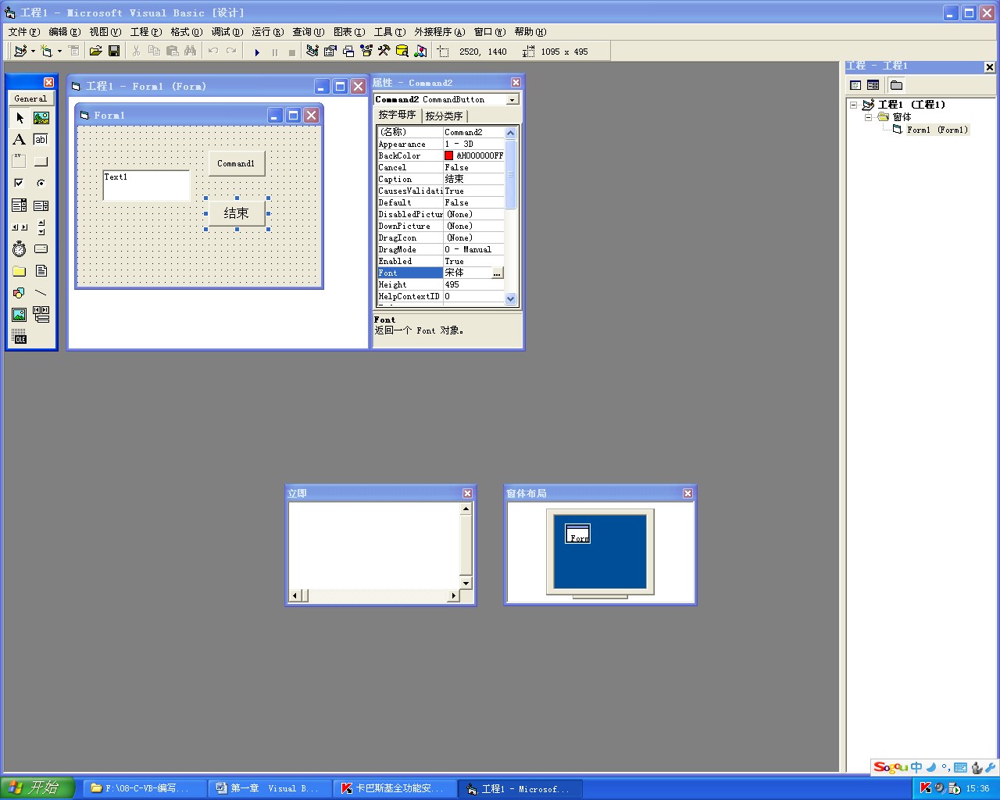 工程1 - Microsoft Visual Basic [设计]
文件(F) 编辑(E) 视图(V) 工程(P) 格式(O) 调试(D) 运行(R) 查询(U) 图表(I) 工具(T) 外接程序(A) 窗口(W) 帮助(H)
2520, 1440 1095 x 495
General
A
ab|
xv
OLE
工程1 - Form1 (Form)
Form1
Command1
Text1
结束
属性 - Command2
Command2 CommandButton
按字母序 按分类序
(名称) Command2
Appearance 1 - 3D
BackColor &H000000FF
Cancel False
Caption 结束
CausesValidati True
Default False
DisabledPictur (None)
DownPicture (None)
DragIcon (None)
DragMode 0 - Manual
Enabled True
Font 宋体 ...
Height 495
HelpContextID 0
Font
返回一个 Font 对象。
工程 - 工程1
工程1 (工程1)
窗体
Form1 (Form1)
立即
窗体布局
Form
Sogou 中
开始
F:\08-C-VB-编写...
第一章 Visual B...
卡巴斯基全功能安...
工程1 - Microsof...
15:36